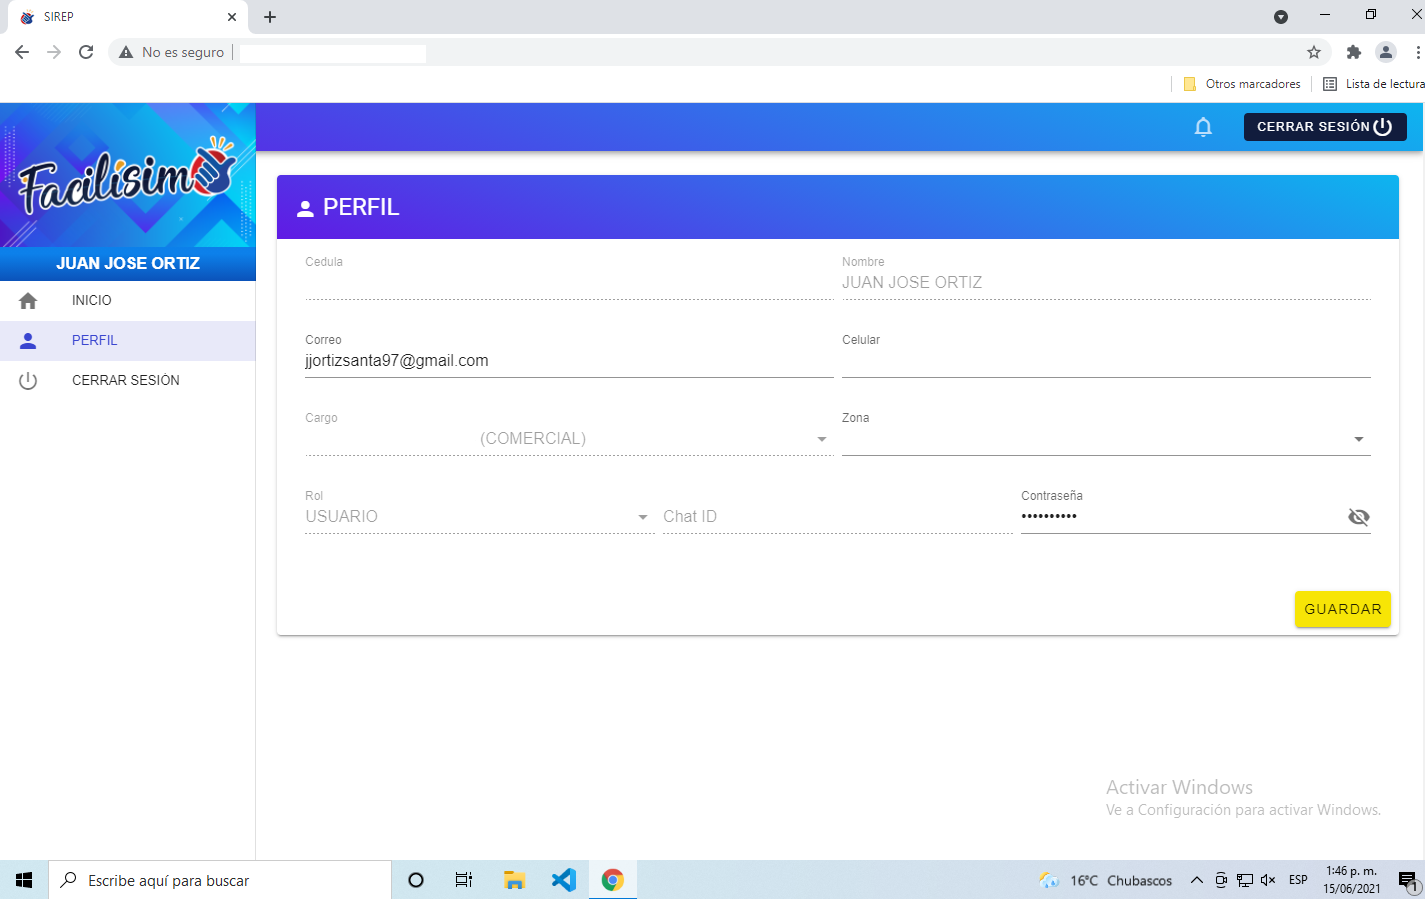 SIREP
No es seguro
Otros marcadores
Lista de lectura
Facilísimo
CERRAR SESIÓN
JUAN JOSE ORTIZ
INICIO
PERFIL
CERRAR SESIÓN
PERFIL
Cedula
Nombre
JUAN JOSE ORTIZ
Correo
jjortizsanta97@gmail.com
Celular
Cargo
(COMERCIAL)
Zona
Rol
USUARIO
Chat ID
Contraseña
••••••••••
GUARDAR
Activar Windows
Ve a Configuración para activar Windows.
Escribe aquí para buscar
16°C Chubascos
ESP
1:46 p. m.
15/06/2021
1